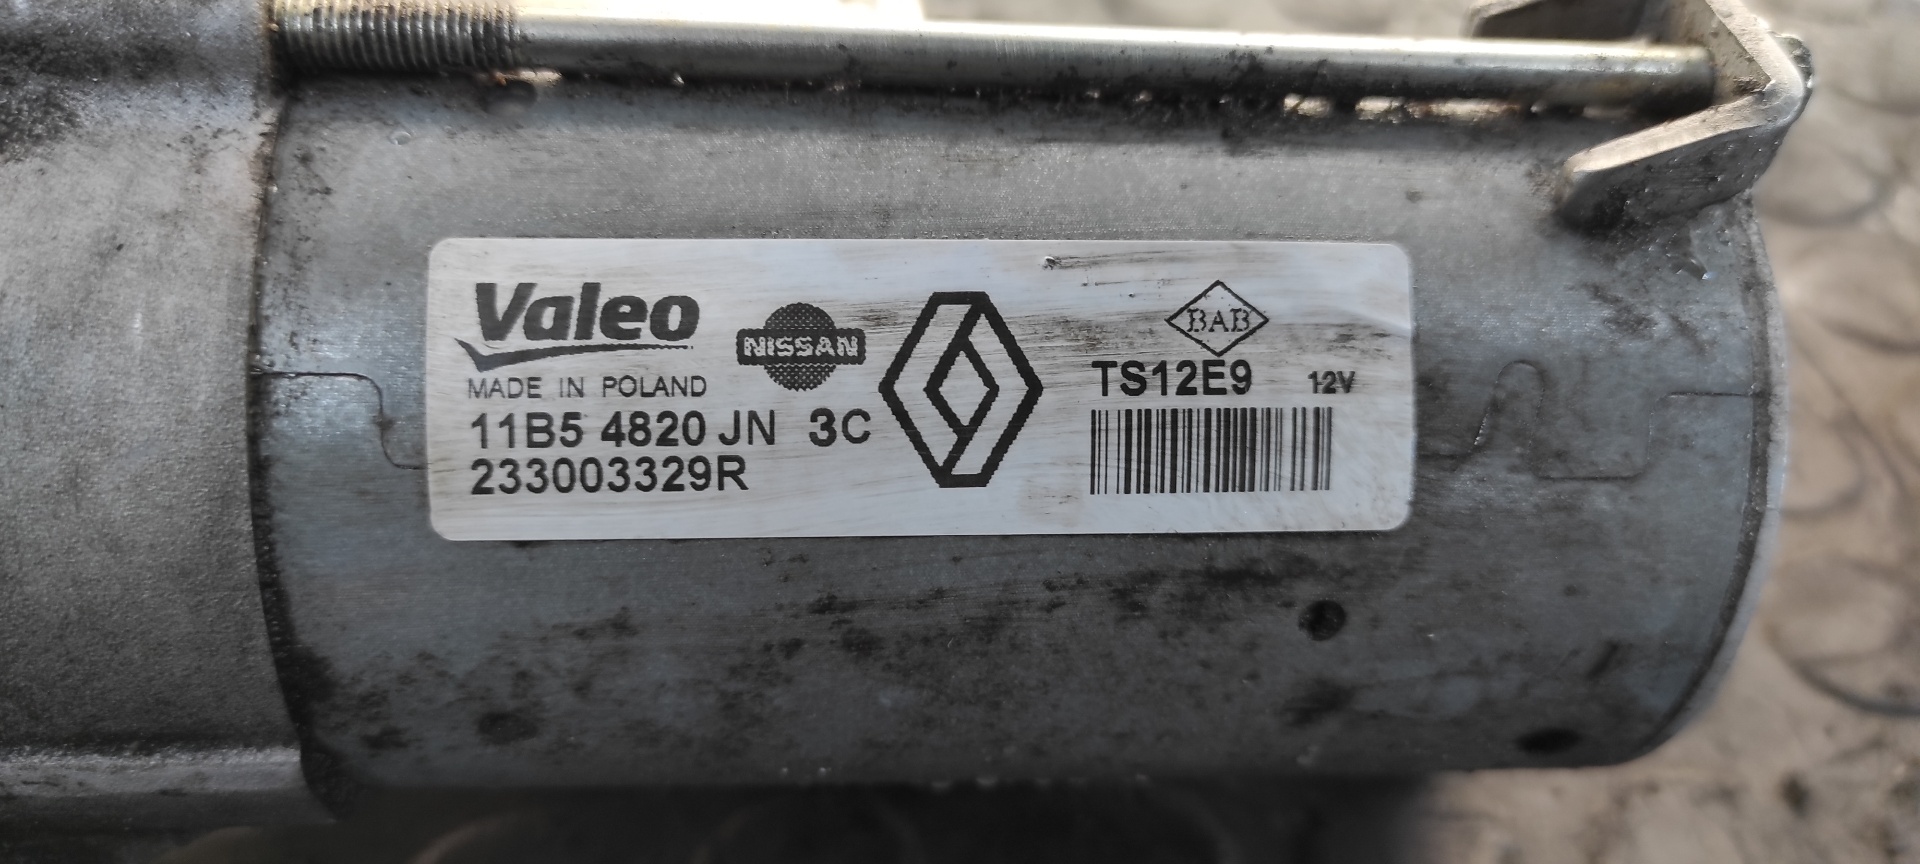 Valeo
MADE IN POLAND
11B5 4820 JN 3C
233003329R
NISSAN
BAB
TS12E9 12V